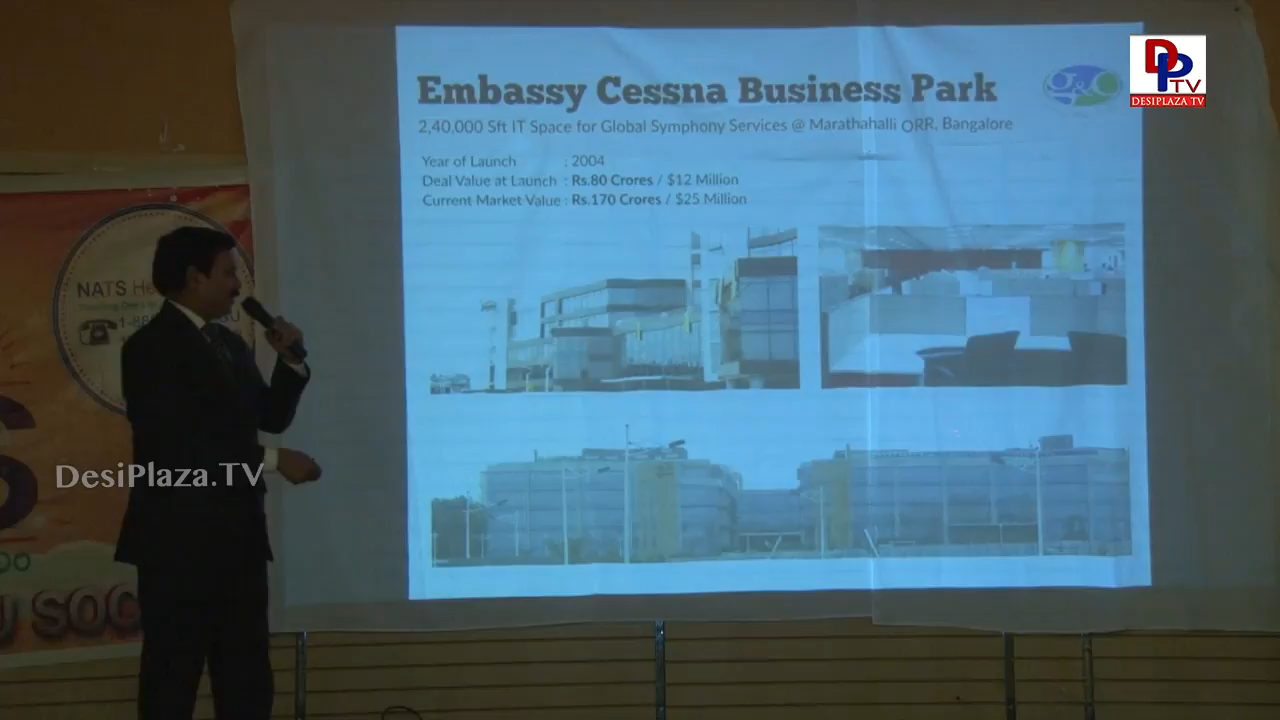 Embassy Cessna Business Park
G&C
2,40,000 Sft IT Space for Global Symphony Services @ Marathahalli ORR, Bangalore
Year of Launch : 2004
Deal Value at Launch : Rs.80 Crores / $12 Million
Current Market Value : Rs.170 Crores / $25 Million
DP
TV
DESIPLAZA TV
NATS
DesiPlaza.TV
SOC